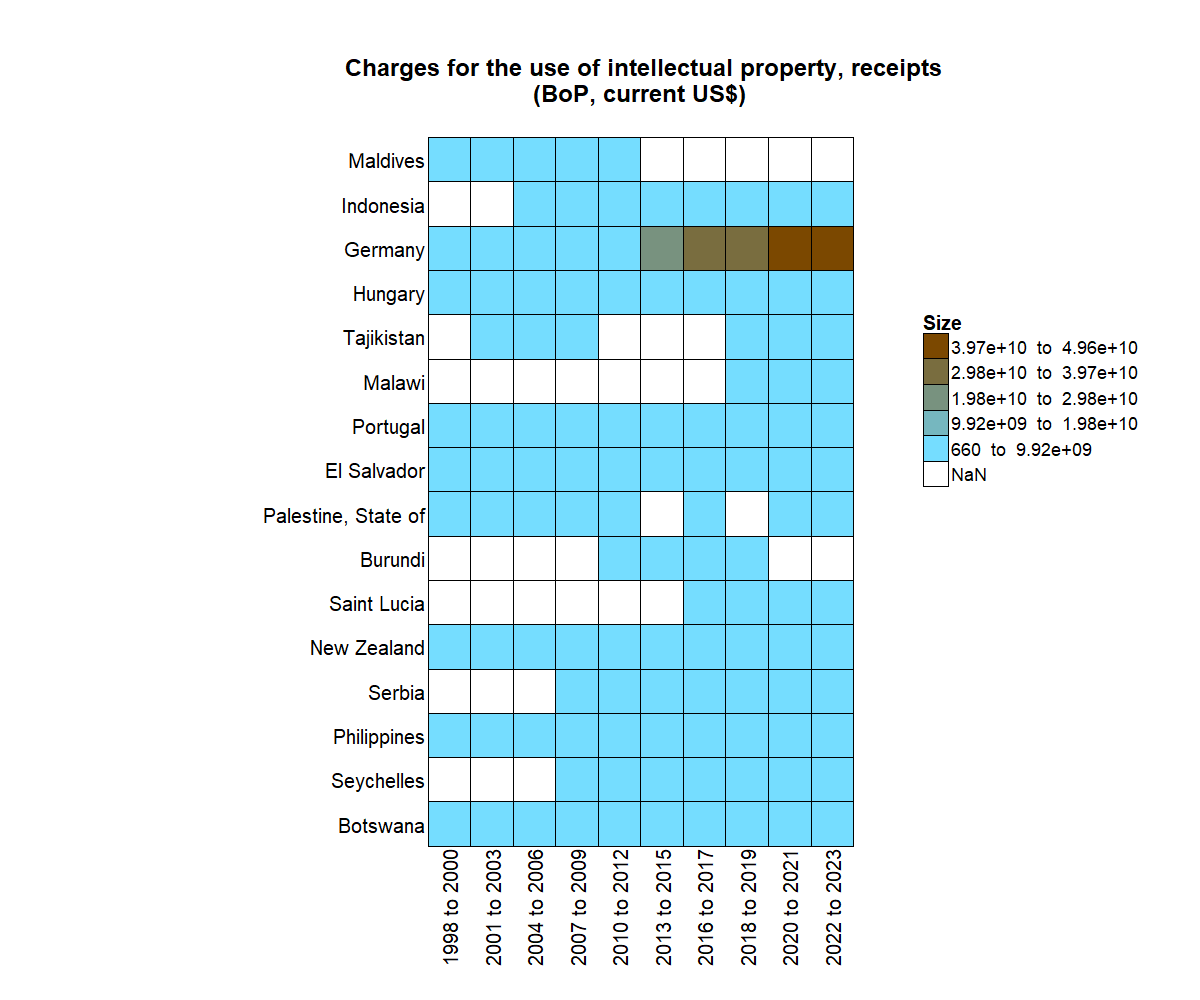 Charges for the use of intellectual property, receipts
(BoP, current US$)
Maldives
Indonesia
Germany
Hungary
Tajikistan
Malawi
Portugal
El Salvador
Palestine, State of
Burundi
Saint Lucia
New Zealand
Serbia
Philippines
Seychelles
Botswana
1998 to 2000
2001 to 2003
2004 to 2006
2007 to 2009
2010 to 2012
2013 to 2015
2016 to 2017
2018 to 2019
2020 to 2021
2022 to 2023
Size
3.97e+10 to 4.96e+10
2.98e+10 to 3.97e+10
1.98e+10 to 2.98e+10
9.92e+09 to 1.98e+10
660 to 9.92e+09
NaN